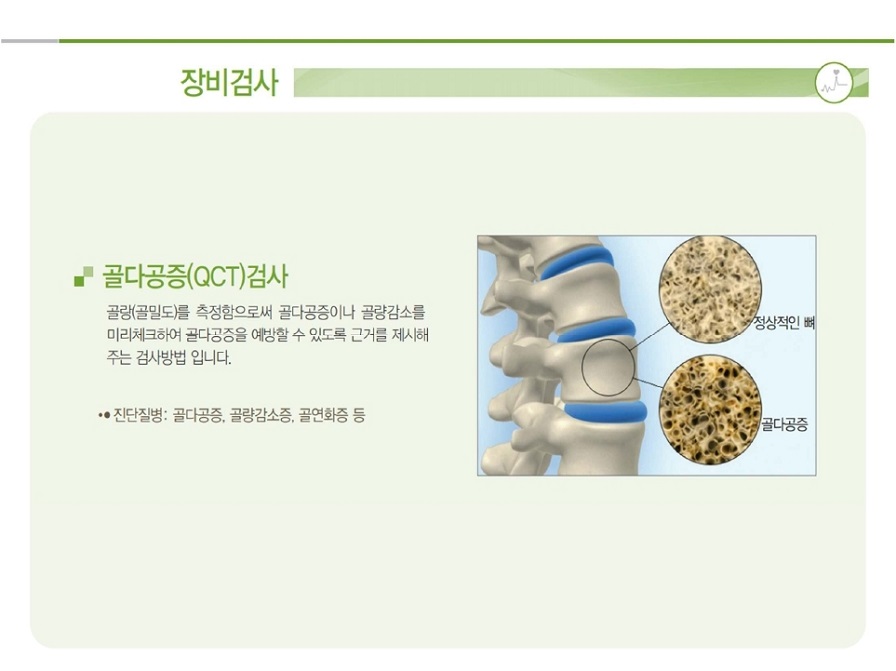 장비검사
골다공증(QCT)검사
골량(골밀도)를 측정함으로써 골다공증이나 골량감소를
미리체크하여 골다공증을 예방할 수 있도록 근거를 제시해
주는 검사방법 입니다.
진단질병: 골다공증, 골량감소증, 골연화증 등
정상적인 뼈
골다공증